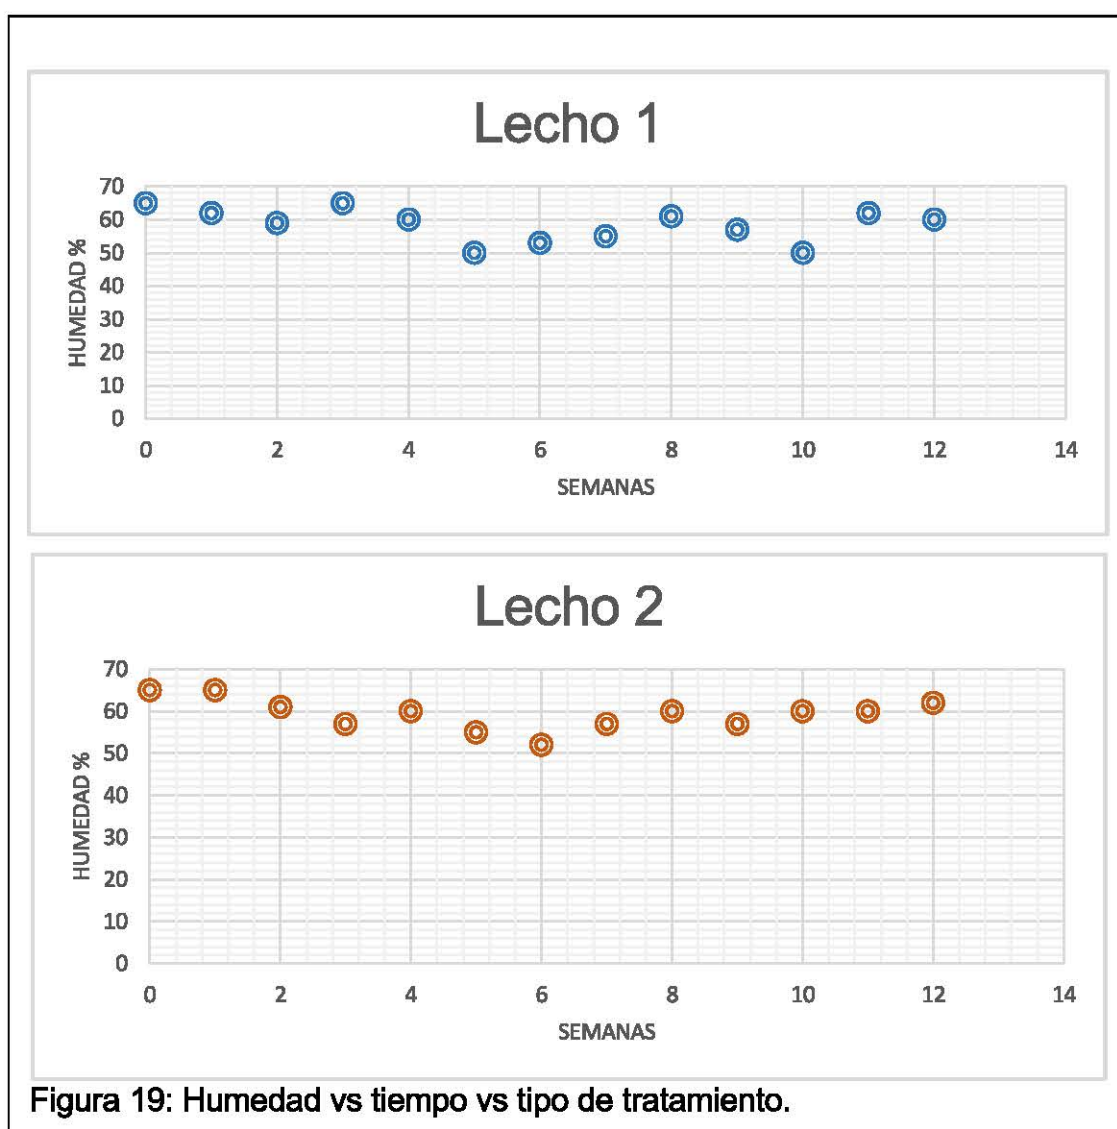 Lecho 1
70
60
50
40
30
20
10
0
HUMEDAD %
0 2 4 6 8 10 12 14
SEMANAS
Lecho 2
70
60
50
40
30
20
10
0
HUMEDAD %
0 2 4 6 8 10 12 14
SEMANAS
Figura 19: Humedad vs tiempo vs tipo de tratamiento.